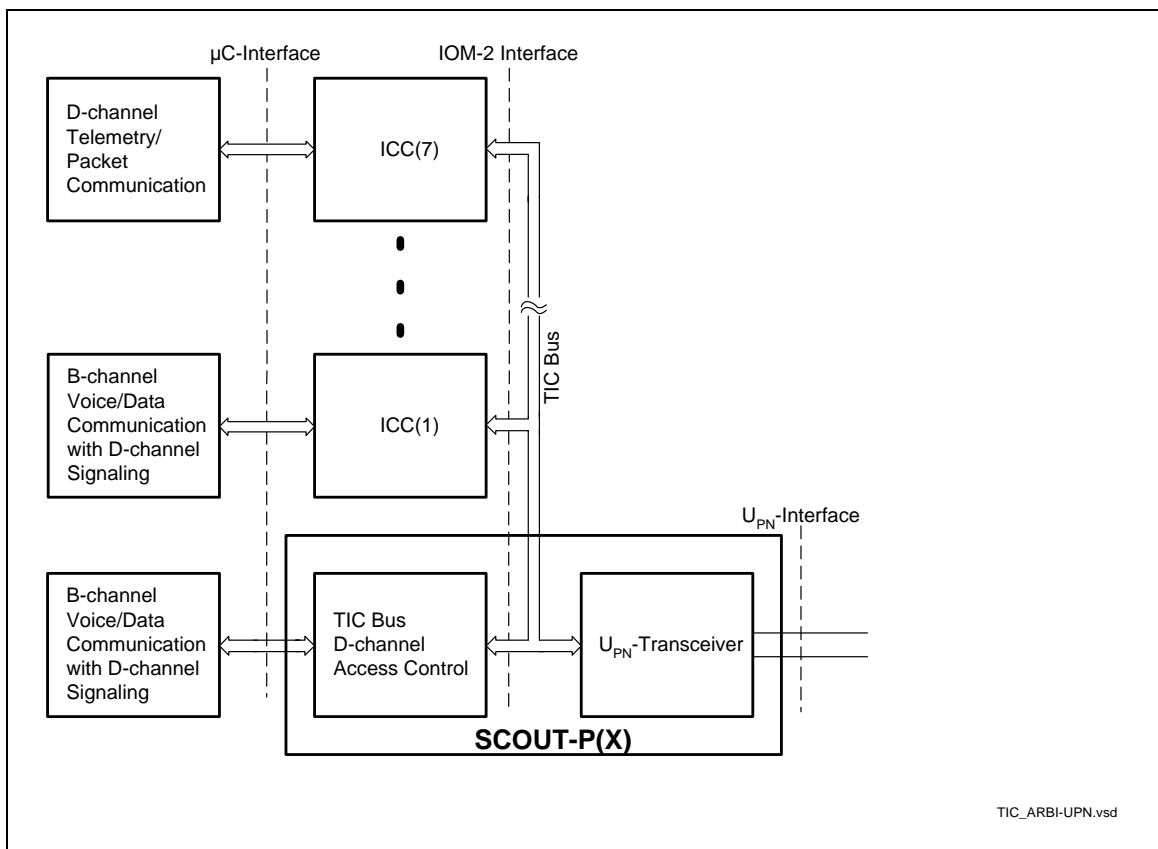 µC-Interface
IOM-2 Interface
D-channel
Telemetry/
Packet
Communication
ICC(7)
TIC Bus
B-channel
Voice/Data
Communication
with D-channel
Signaling
ICC(1)
U_PN-Interface
B-channel
Voice/Data
Communication
with D-channel
Signaling
TIC Bus
D-channel
Access Control
U_PN-Transceiver
SCOUT-P(X)
TIC_ARBI-UPN.vsd